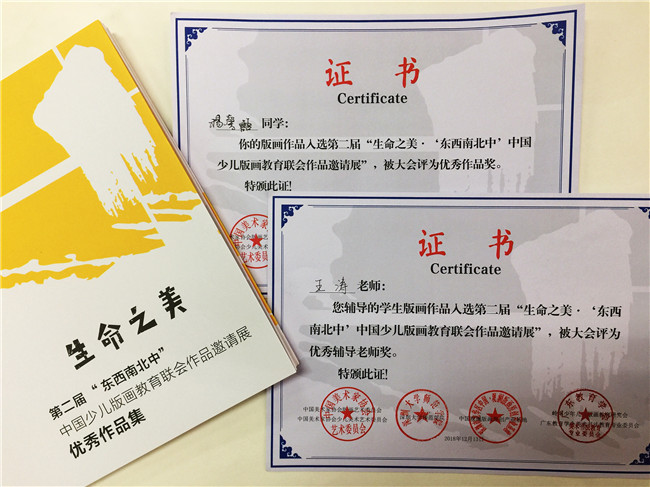 生命之美
第二届“东西南北中”
中国少儿版画教育联会作品邀请展
优秀作品集
证书
Certificate
同学：
你的版画作品入选第二届“生命之美·‘东西南北中’中国
少儿版画教育联会作品邀请展”，被大会评为优秀作品奖。
特颁此证！
证书
Certificate
王涛老师：
您辅导的学生版画作品入选第二届“生命之美·‘东西
南北中’中国少儿版画教育联会作品邀请展”，被大会评为
优秀辅导老师奖。
特颁此证！
艺术委员会